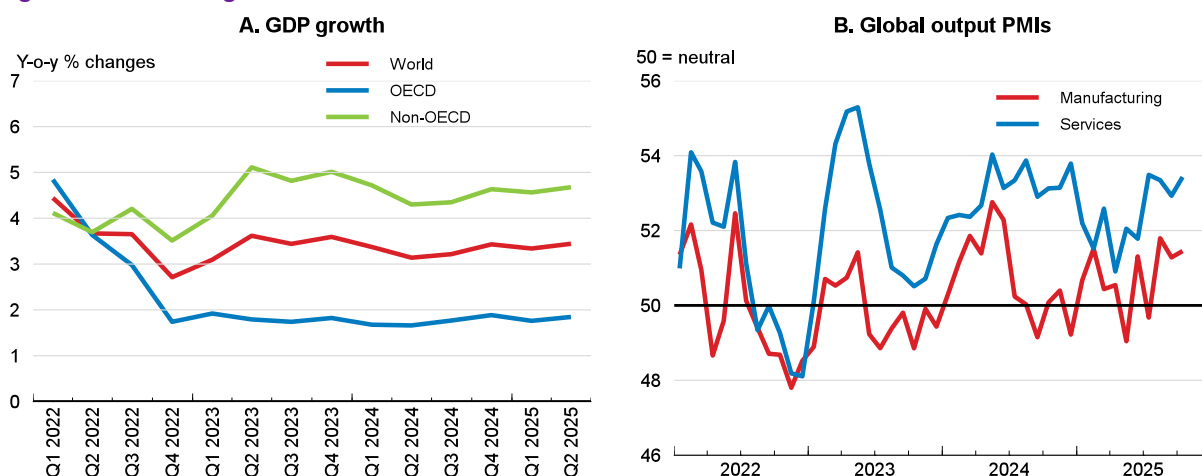 A. GDP growth
Y-o-y % changes
World
OECD
Non-OECD
7
6
5
4
3
2
1
0
Q1 2022
Q2 2022
Q3 2022
Q4 2022
Q1 2023
Q2 2023
Q3 2023
Q4 2023
Q1 2024
Q2 2024
Q3 2024
Q4 2024
Q1 2025
Q2 2025
B. Global output PMIs
50 = neutral
Manufacturing
Services
56
54
52
50
48
46
2022
2023
2024
2025